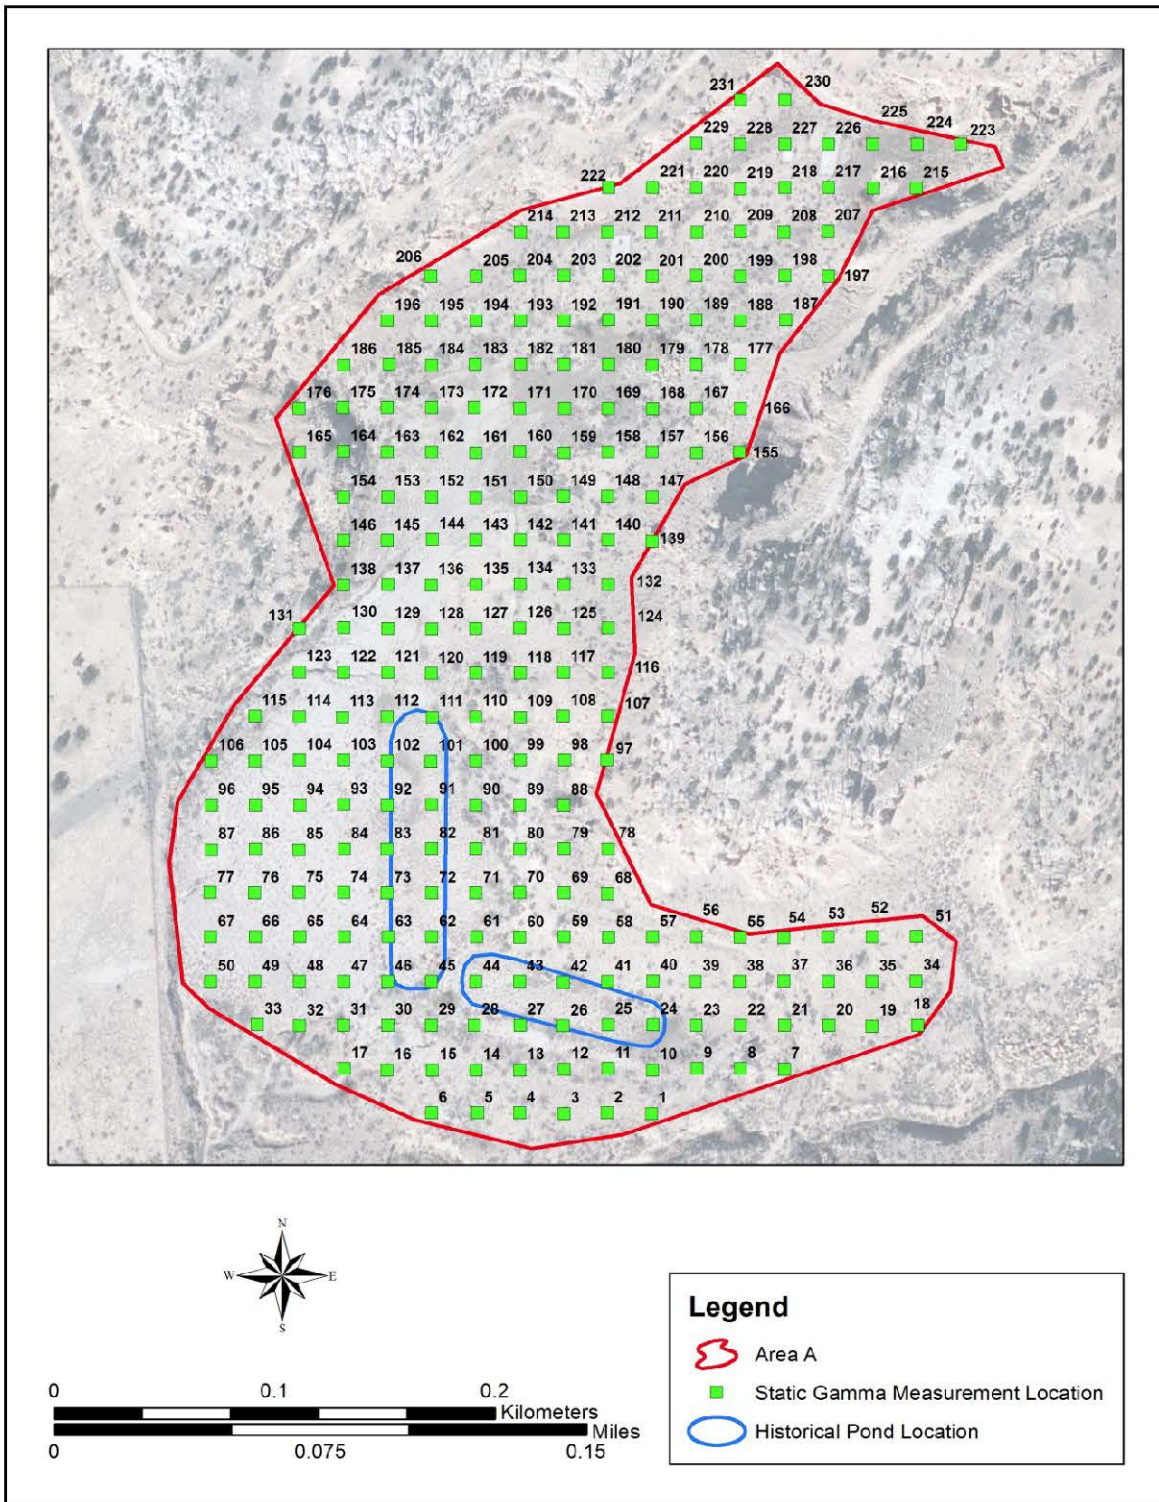 231 230
229 228 227 226 225 224 223
222 221 220 219 218 217 216 215
214 213 212 211 210 209 208 207
206 205 204 203 202 201 200 199 198 197
196 195 194 193 192 191 190 189 188 187
186 185 184 183 182 181 180 179 178 177
176 175 174 173 172 171 170 169 168 167 166
165 164 163 162 161 160 159 158 157 156 155
154 153 152 151 150 149 148 147
146 145 144 143 142 141 140 139
138 137 136 135 134 133 132
131 130 129 128 127 126 125 124
123 122 121 120 119 118 117 116
115 114 113 112 111 110 109 108 107
106 105 104 103 102 101 100 99 98 97
96 95 94 93 92 91 90 89 88
87 86 85 84 83 82 81 80 79 78
77 76 75 74 73 72 71 70 69 68
67 66 65 64 63 62 61 60 59 58 57 56 55 54 53 52 51
50 49 48 47 46 45 44 43 42 41 40 39 38 37 36 35 34
33 32 31 30 29 28 27 26 25 24 23 22 21 20 19 18
17 16 15 14 13 12 11 10 9 8 7
6 5 4 3 2 1
N
W E
S
0 0.1 0.2
Kilometers
Miles
0 0.075 0.15
Legend
Area A
Static Gamma Measurement Location
Historical Pond Location